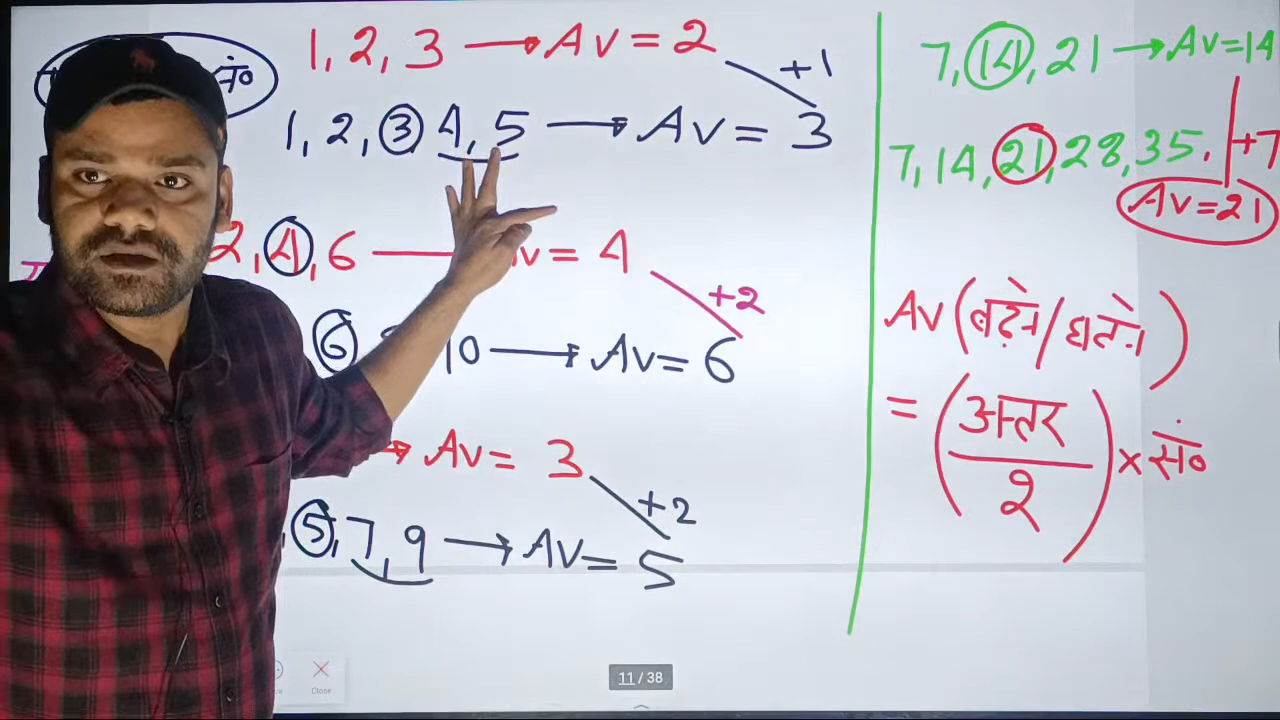 1, 2, 3 → Av = 2
+1
1, 2, 3 4, 5 → Av = 3
2, 4, 6 Av = 4
+2
6 10 → Av = 6
→ Av = 3
+2
, 5, 7, 9 → Av = 5
7, 14, 21 → Av = 14
7, 14, 21, 28, 35. +7
Av = 21
Av (बढ़ने/घटने)
= (अन्तर/2) × सं०
11 / 38
Close